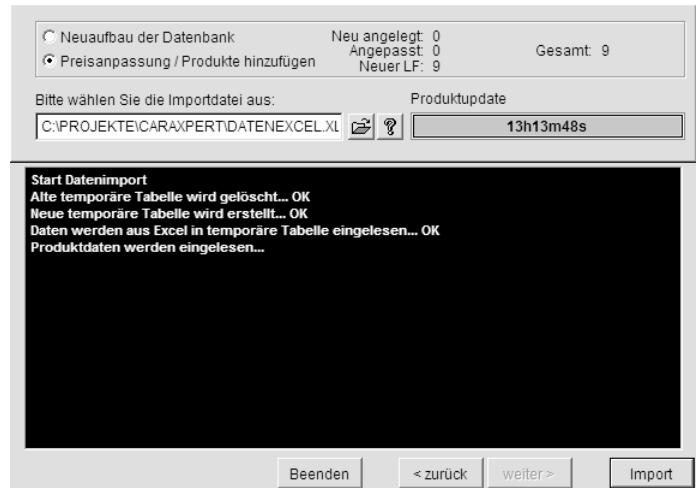 Neuaufbau der Datenbank
Preisanpassung / Produkte hinzufügen
Neu angelegt: 0
Angepasst: 0
Neuer LF: 9
Gesamt: 9
Bitte wählen Sie die Importdatei aus:
Produktupdate
C:\PROJEKTE\CARAXPERT\DATENEXCEL.XL
?
13h13m48s
Start Datenimport
Alte temporäre Tabelle wird gelöscht... OK
Neue temporäre Tabelle wird erstellt... OK
Daten werden aus Excel in temporäre Tabelle eingelesen... OK
Produktdaten werden eingelesen...
Beenden
< zurück
weiter >
Import